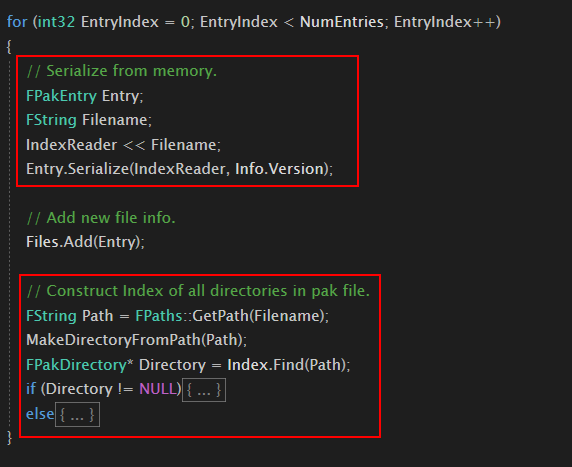 for (int32 EntryIndex = 0; EntryIndex < NumEntries; EntryIndex++)
{
// Serialize from memory.
FPakEntry Entry;
FString Filename;
IndexReader << Filename;
Entry.Serialize(IndexReader, Info.Version);
// Add new file info.
Files.Add(Entry);
// Construct Index of all directories in pak file.
FString Path = FPaths::GetPath(Filename);
MakeDirectoryFromPath(Path);
FPakDirectory* Directory = Index.Find(Path);
if (Directory != NULL){ ... }
else{ ... }
}